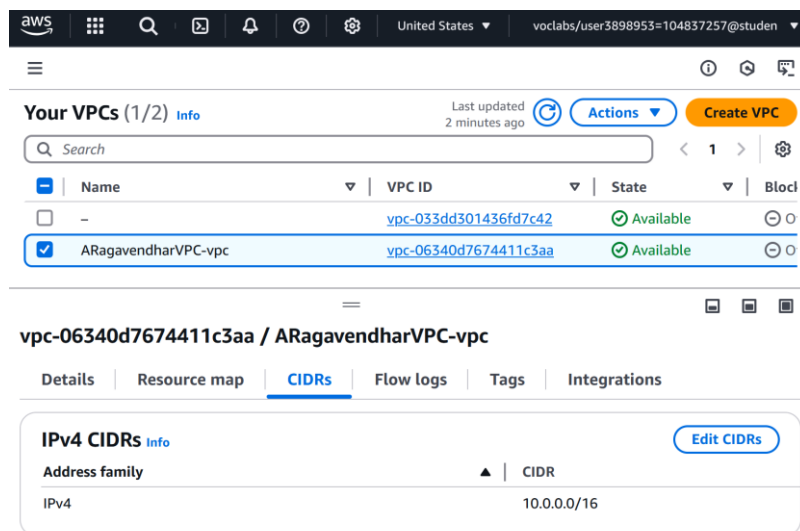 aws United States voclabs/user3898953=104837257@studen
Your VPCs (1/2) Info Last updated 2 minutes ago Actions Create VPC
Search 1
Name VPC ID State Block
– vpc-033dd301436fd7c42 Available O
ARagavendharVPC-vpc vpc-06340d7674411c3aa Available O
vpc-06340d7674411c3aa / ARagavendharVPC-vpc
Details Resource map CIDRs Flow logs Tags Integrations
IPv4 CIDRs Info Edit CIDRs
Address family CIDR
IPv4 10.0.0.0/16